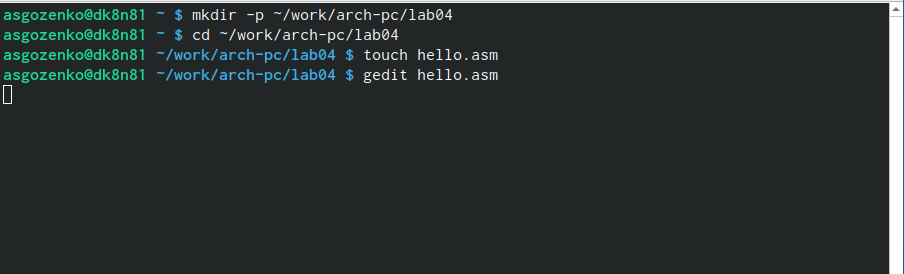 asgozenko@dk8n81 ~ $ mkdir -p ~/work/arch-pc/lab04
asgozenko@dk8n81 ~ $ cd ~/work/arch-pc/lab04
asgozenko@dk8n81 ~/work/arch-pc/lab04 $ touch hello.asm
asgozenko@dk8n81 ~/work/arch-pc/lab04 $ gedit hello.asm